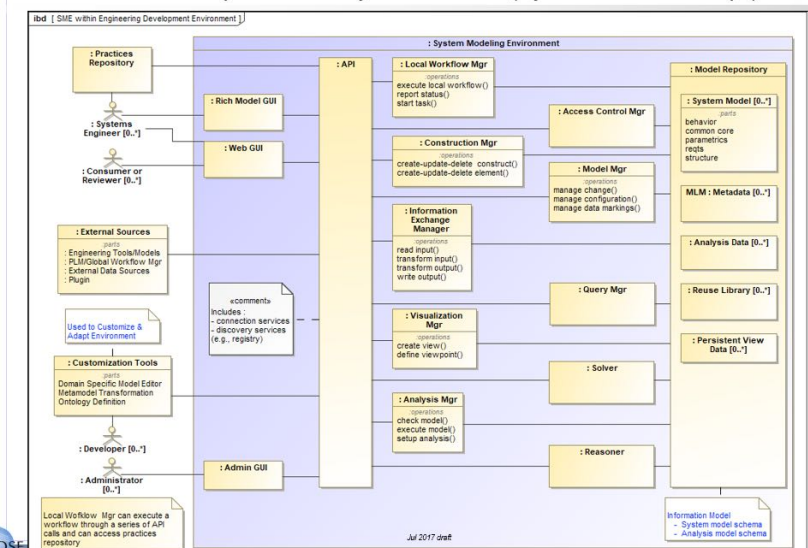 ibd [ SME within Engineering Development Environment ]
: System Modeling Environment
: Practices
Repository
: Systems
Engineer [0..*]
: Consumer or
Reviewer [0..*]
: External Sources
parts
: Engineering Tools/Models
: PLM/Global Workflow Mgr
: External Data Sources
: Plugin
Used to Customize &
Adapt Environment
: Customization Tools
parts
Domain Specific Model Editor
Metamodel Transformation
Ontology Definition
: Developer [0..*]
: Administrator
[0..*]
Local Wofklow Mgr can execute a
workflow through a series of API
calls and can access practices
repository
: Rich Model GUI
: Web GUI
«comment»
Includes :
- connection services
- discovery services
(e.g., registry)
: Admin GUI
: API
: Local Workflow Mgr
operations
execute local workflow()
report status()
start task()
: Construction Mgr
operations
create-update-delete construct()
create-update-delete element()
: Information
Exchange
Manager
operations
read input()
transform input()
transform output()
write output()
: Visualization
Mgr
operations
create view()
define viewpoint()
: Analysis Mgr
operations
check model()
execute model()
setup analysis()
: Access Control Mgr
: Model Mgr
operations
manage change()
manage configuration()
manage data markings()
: Query Mgr
: Solver
: Reasoner
: Model Repository
: System Model [0..*]
parts
behavior
common core
parametrics
reqts
structure
MLM : Metadata [0..*]
: Analysis Data [0..*]
: Reuse Library [0..*]
: Persistent View
Data [0..*]
Information Model
- System model schema
- Analysis model schema
Jul 2017 draft